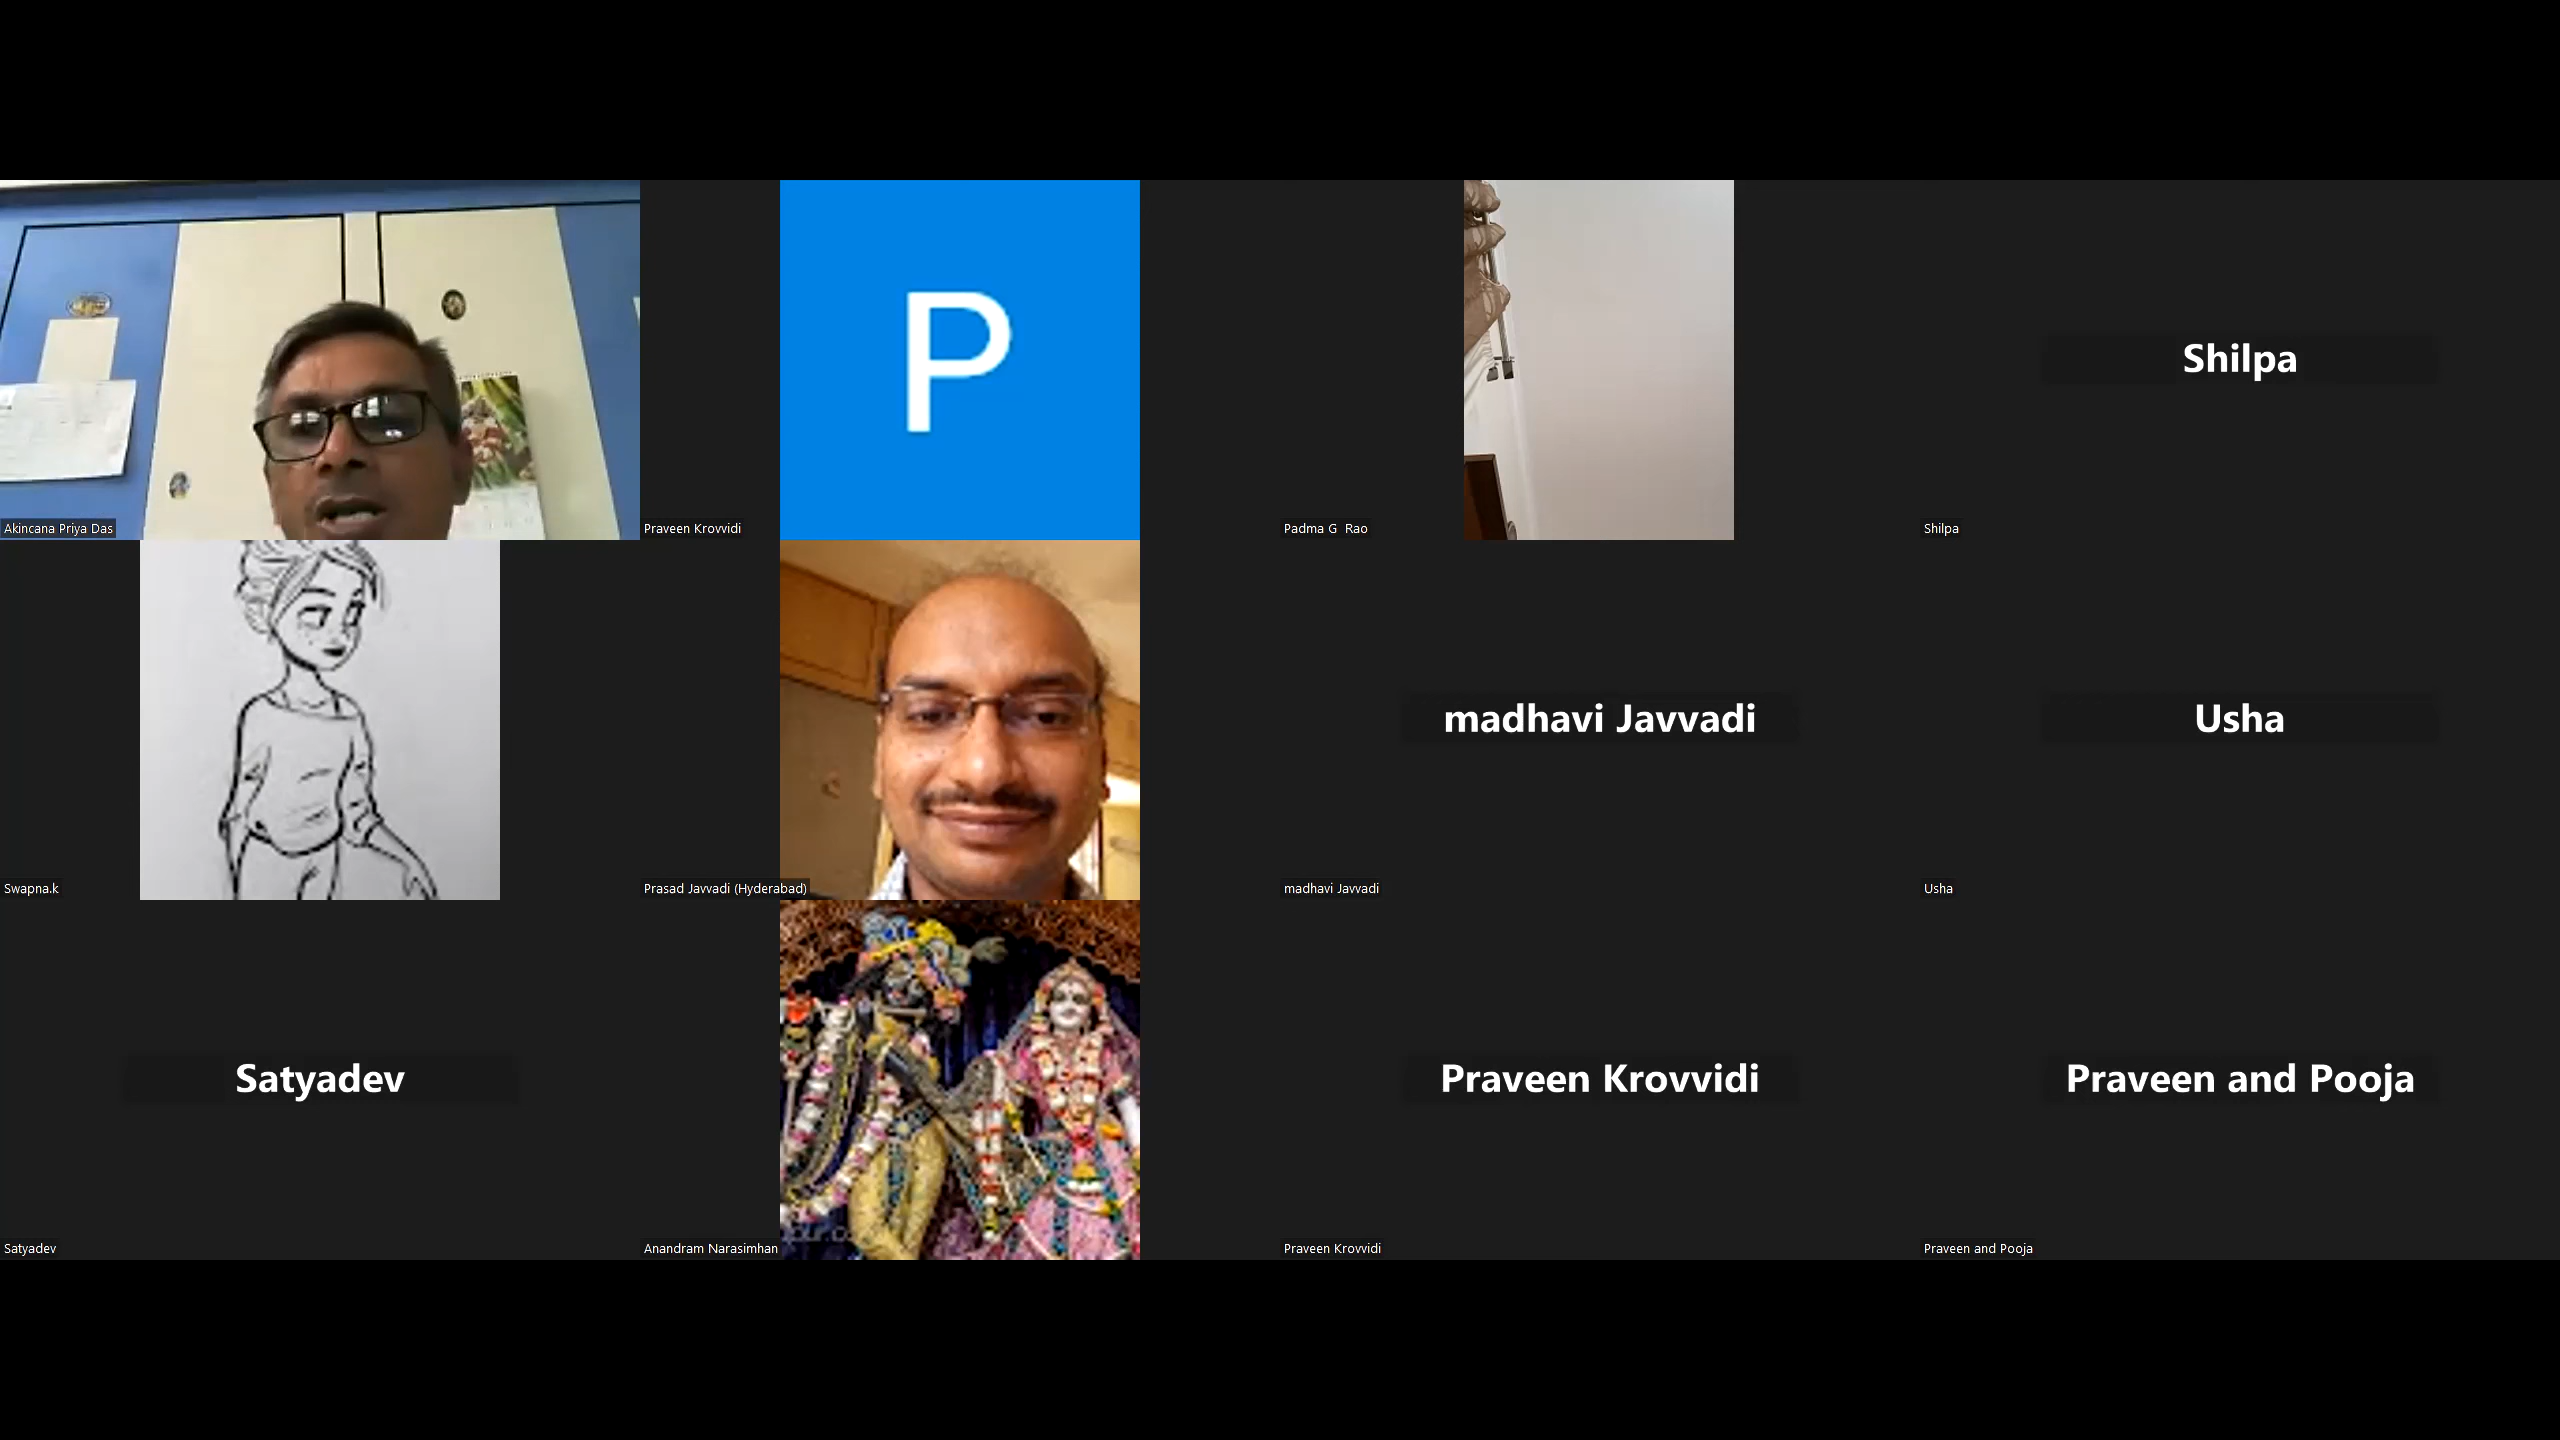 P
Shilpa
Akincana Priya Das
Praveen Krovvidi
Padma G  Rao
Shilpa
madhavi Javvadi
Usha
Swapna.k
Prasad Javvadi (Hyderabad)
madhavi Javvadi
Usha
Satyadev
Praveen Krovvidi
Praveen and Pooja
Satyadev
Anandram Narasimhan
Praveen Krovvidi
Praveen and Pooja